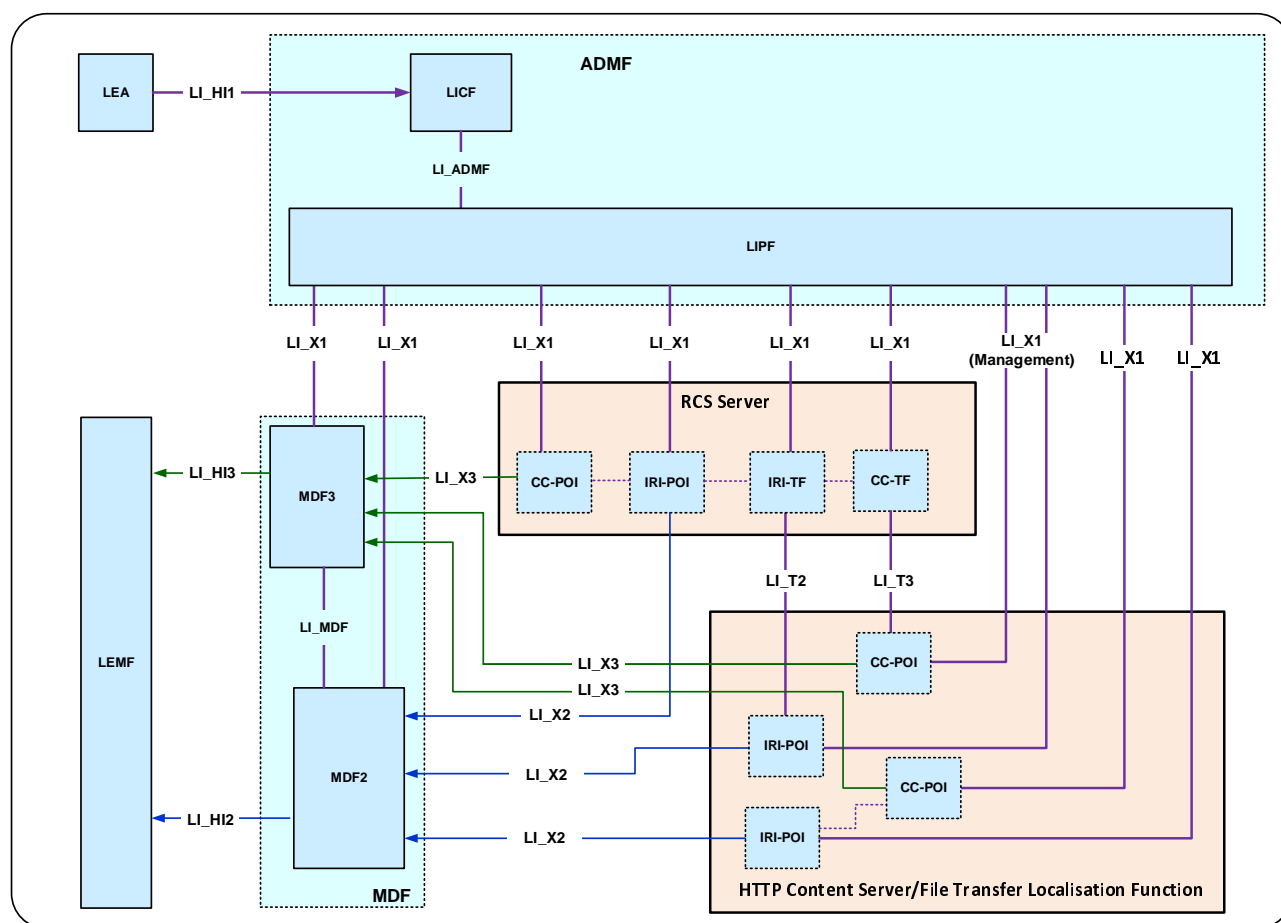 ADMF
LEA
LI_HI1
LICF
LI_ADMF
LIPF
LI_X1
LI_X1
LI_X1
LI_X1
LI_X1
LI_X1
LI_X1
(Management)
LI_X1
LI_X1
RCS Server
LI_HI3
MDF3
LI_X3
CC-POI
IRI-POI
IRI-TF
CC-TF
LI_T2
LI_T3
LI_MDF
LEMF
LI_X3
CC-POI
LI_X3
LI_X2
IRI-POI
LI_X2
MDF2
CC-POI
LI_HI2
LI_X2
IRI-POI
MDF
HTTP Content Server/File Transfer Localisation Function